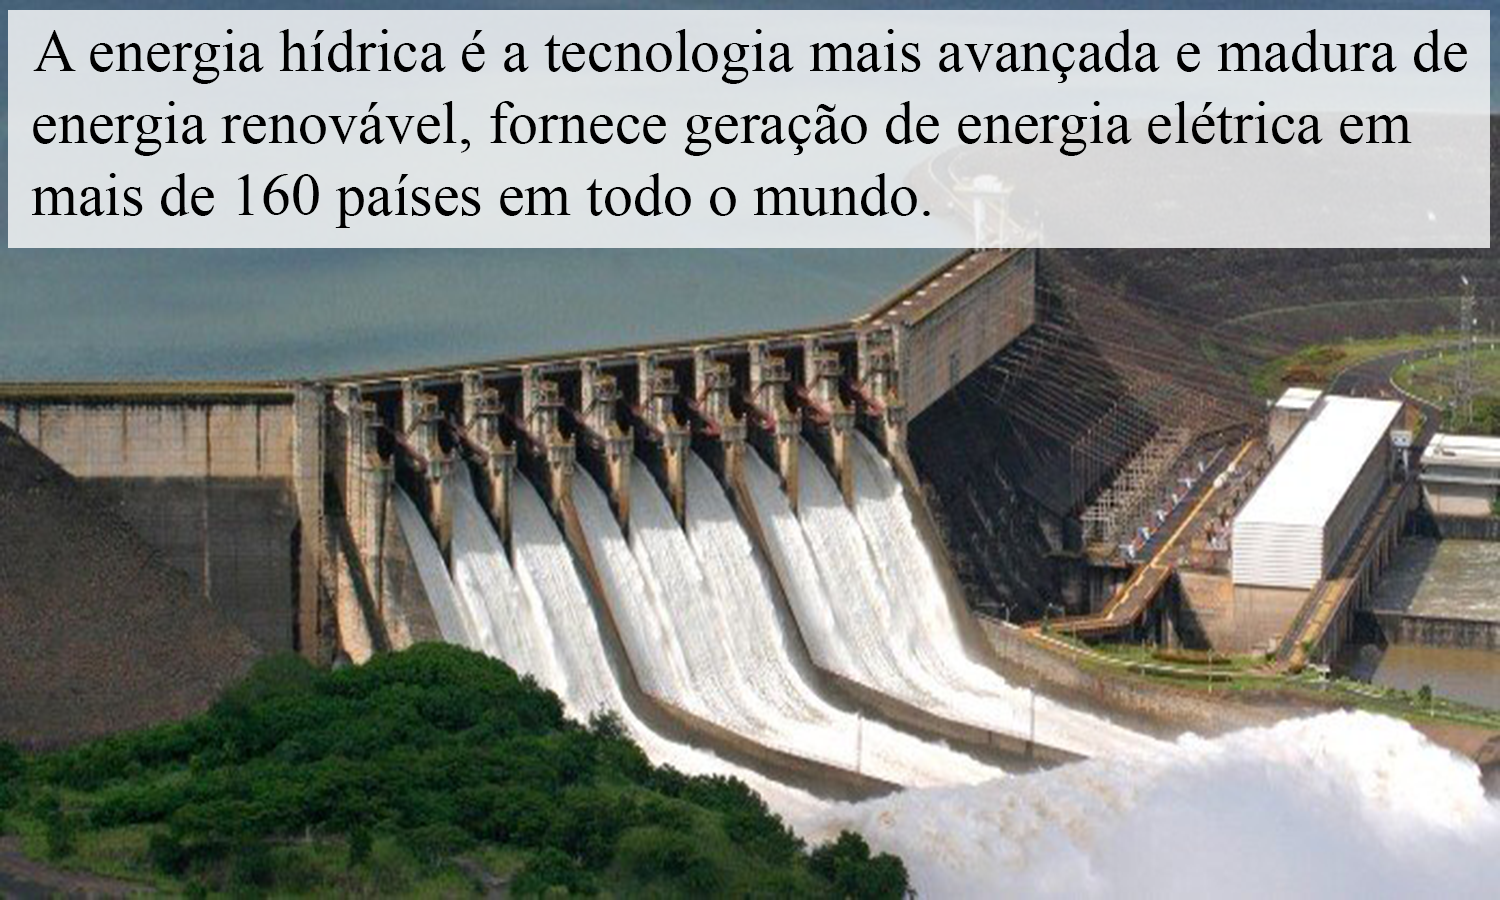 A energia hídrica é a tecnologia mais avançada e madura de
energia renovável, fornece geração de energia elétrica em
mais de 160 países em todo o mundo.